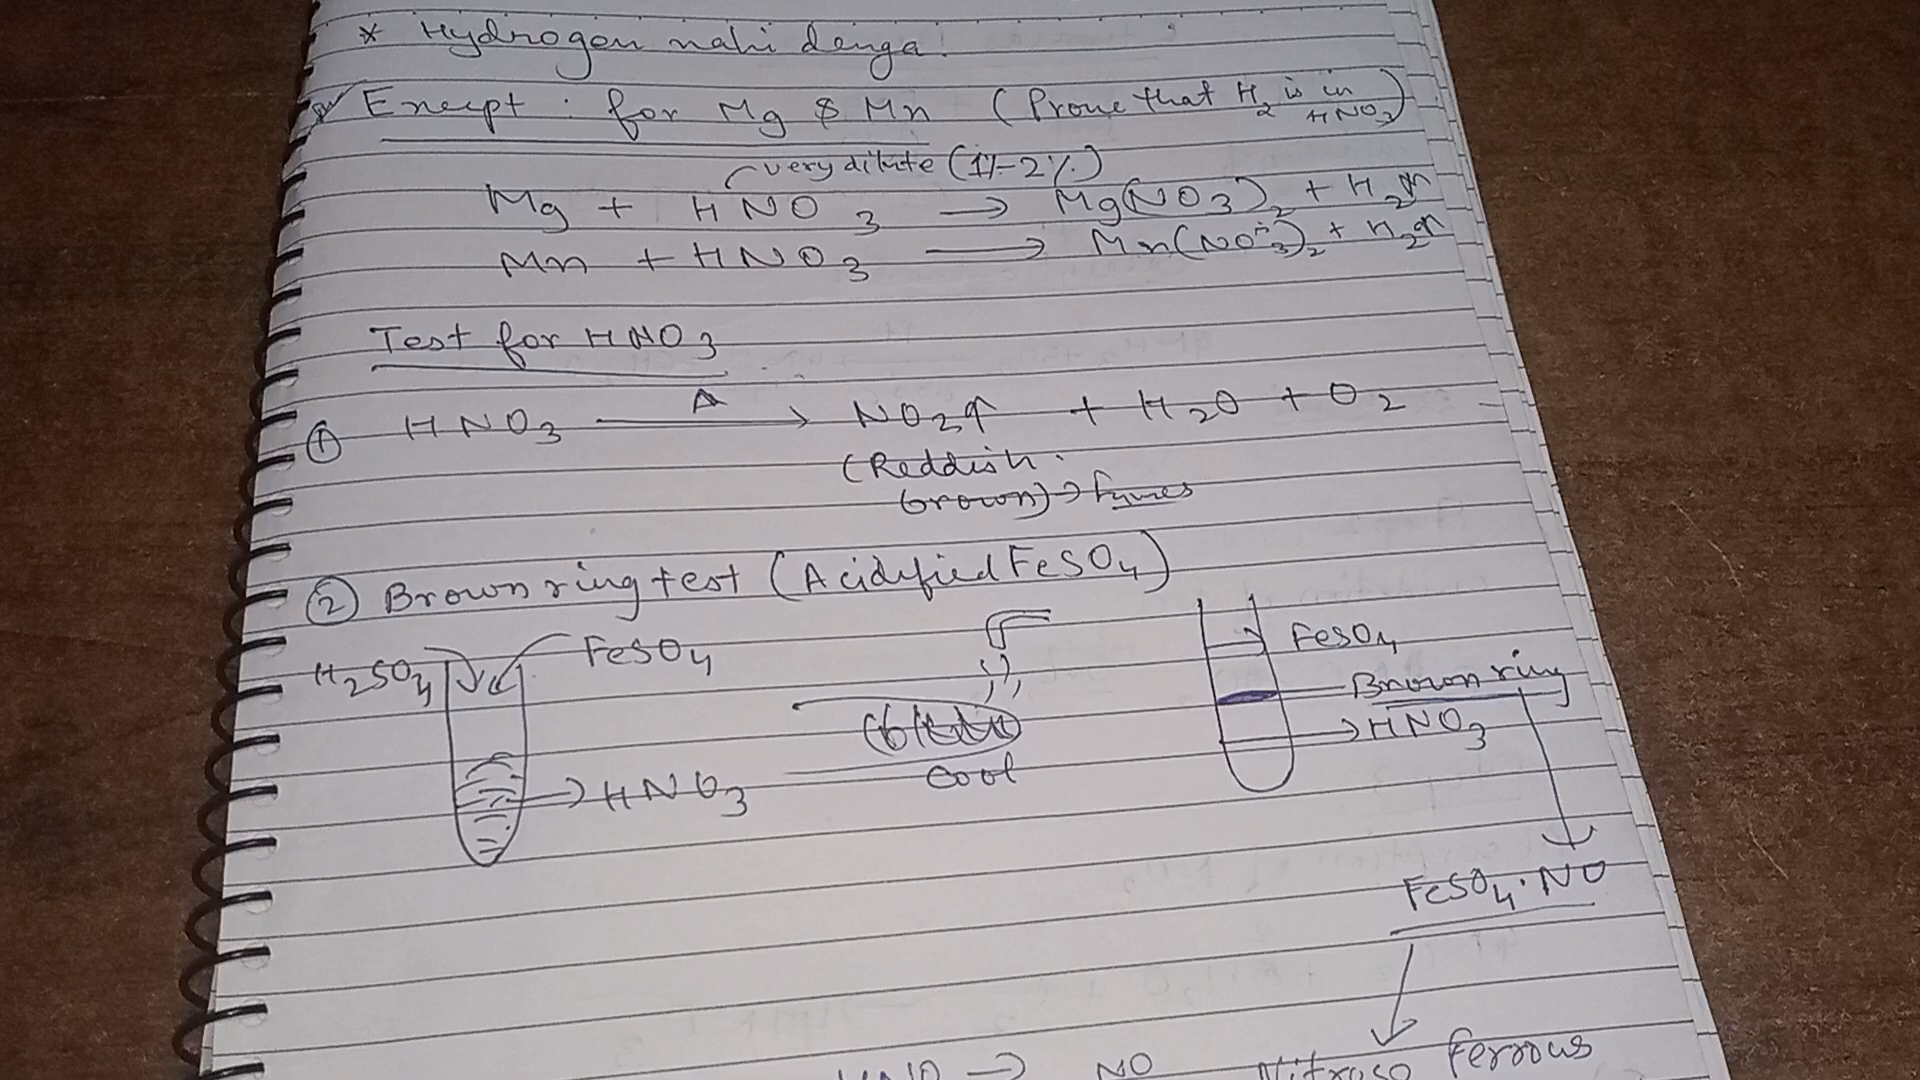 * Hydrogen nahi denga.
Except : for Mg & Mn (Prove that H2 is in HNO3)
very dilute (1%-2%)
Mg + HNO3 → Mg(NO3)2 + H2↑
Mn + HNO3 → Mn(NO3)2 + H2↑
Test for HNO3
① HNO3 → Δ NO2↑ + H2O + O2
(Reddish
brown) → fumes
② Brown ring test (Acidified FeSO4)
H2SO4
FeSO4
→ HNO3
cool
FeSO4
Brown ring
→ HNO3
FeSO4·NO
HNO → NO
Nitroso Ferrous